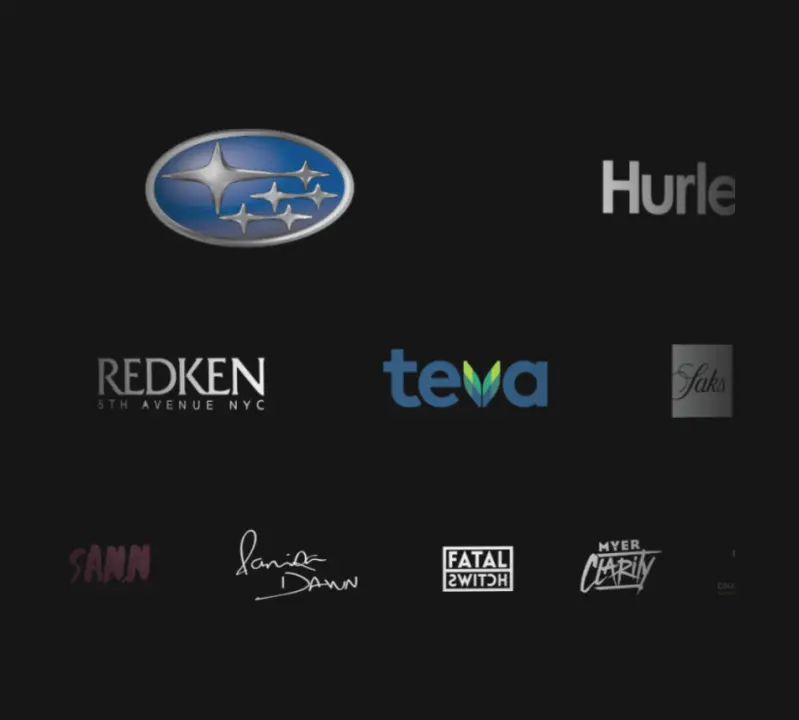 Hurle
REDKEN
5TH AVENUE NYC
teva
Saks
SANN
DAWN
FATAL
SWITCH
MYER
CLARITY